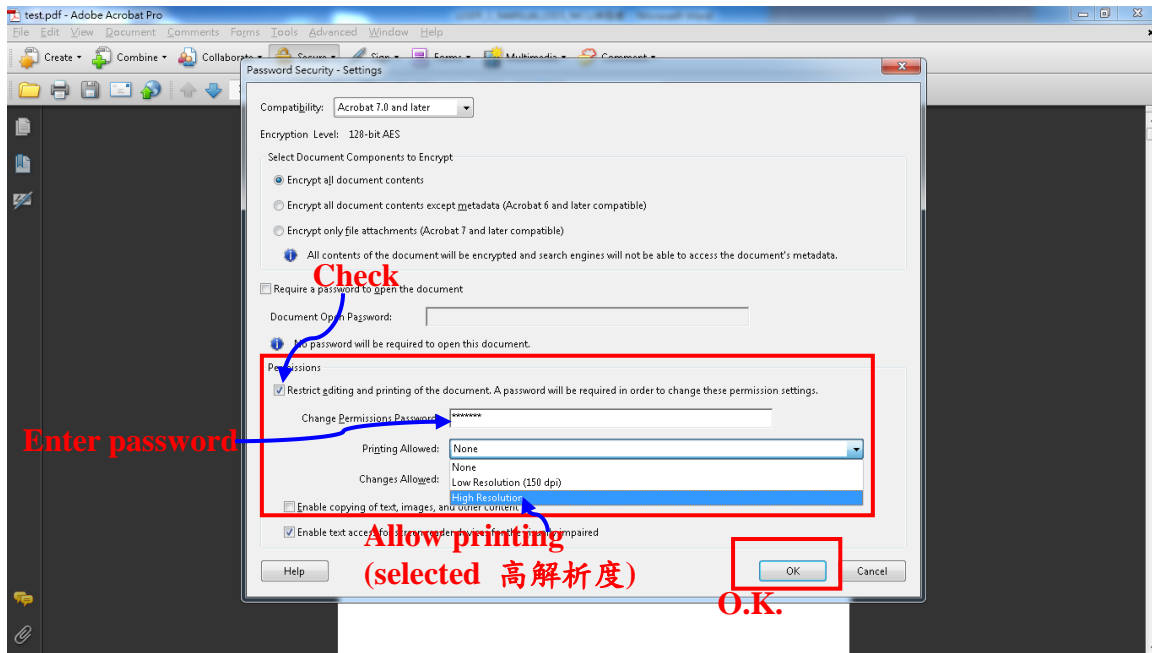 test.pdf - Adobe Acrobat Pro
File Edit View Document Comments Forms Tools Advanced Window Help
Create Combine Collaborate Secure Sign Forms Multimedia Comment
Password Security - Settings
Compatibility: Acrobat 7.0 and later
Encryption Level: 128-bit AES
Select Document Components to Encrypt
Encrypt all document contents
Encrypt all document contents except metadata (Acrobat 6 and later compatible)
Encrypt only file attachments (Acrobat 7 and later compatible)
All contents of the document will be encrypted and search engines will not be able to access the document's metadata.
Check
Require a password to open the document
Document Open Password:
No password will be required to open this document.
Permissions
Restrict editing and printing of the document. A password will be required in order to change these permission settings.
Change Permissions Password: *******
Enter password
Printing Allowed: None
None
Changes Allowed: Low Resolution (150 dpi)
High Resolution
Enable copying of text, images, and other content
Enable text access for screen reader devices for the visually impaired
Allow printing
(selected 高解析度)
Help OK Cancel
O.K.